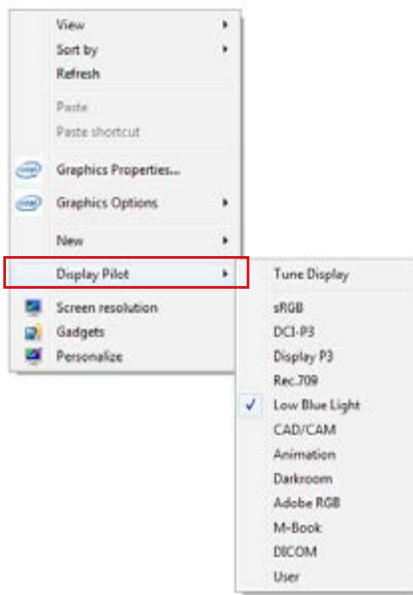 View
Sort by
Refresh
Paste
Paste shortcut
Graphics Properties...
Graphics Options
New
Display Pilot
Screen resolution
Gadgets
Personalize
Tune Display
sRGB
DCI-P3
Display P3
Rec.709
Low Blue Light
CAD/CAM
Animation
Darkroom
Adobe RGB
M-Book
DICOM
User